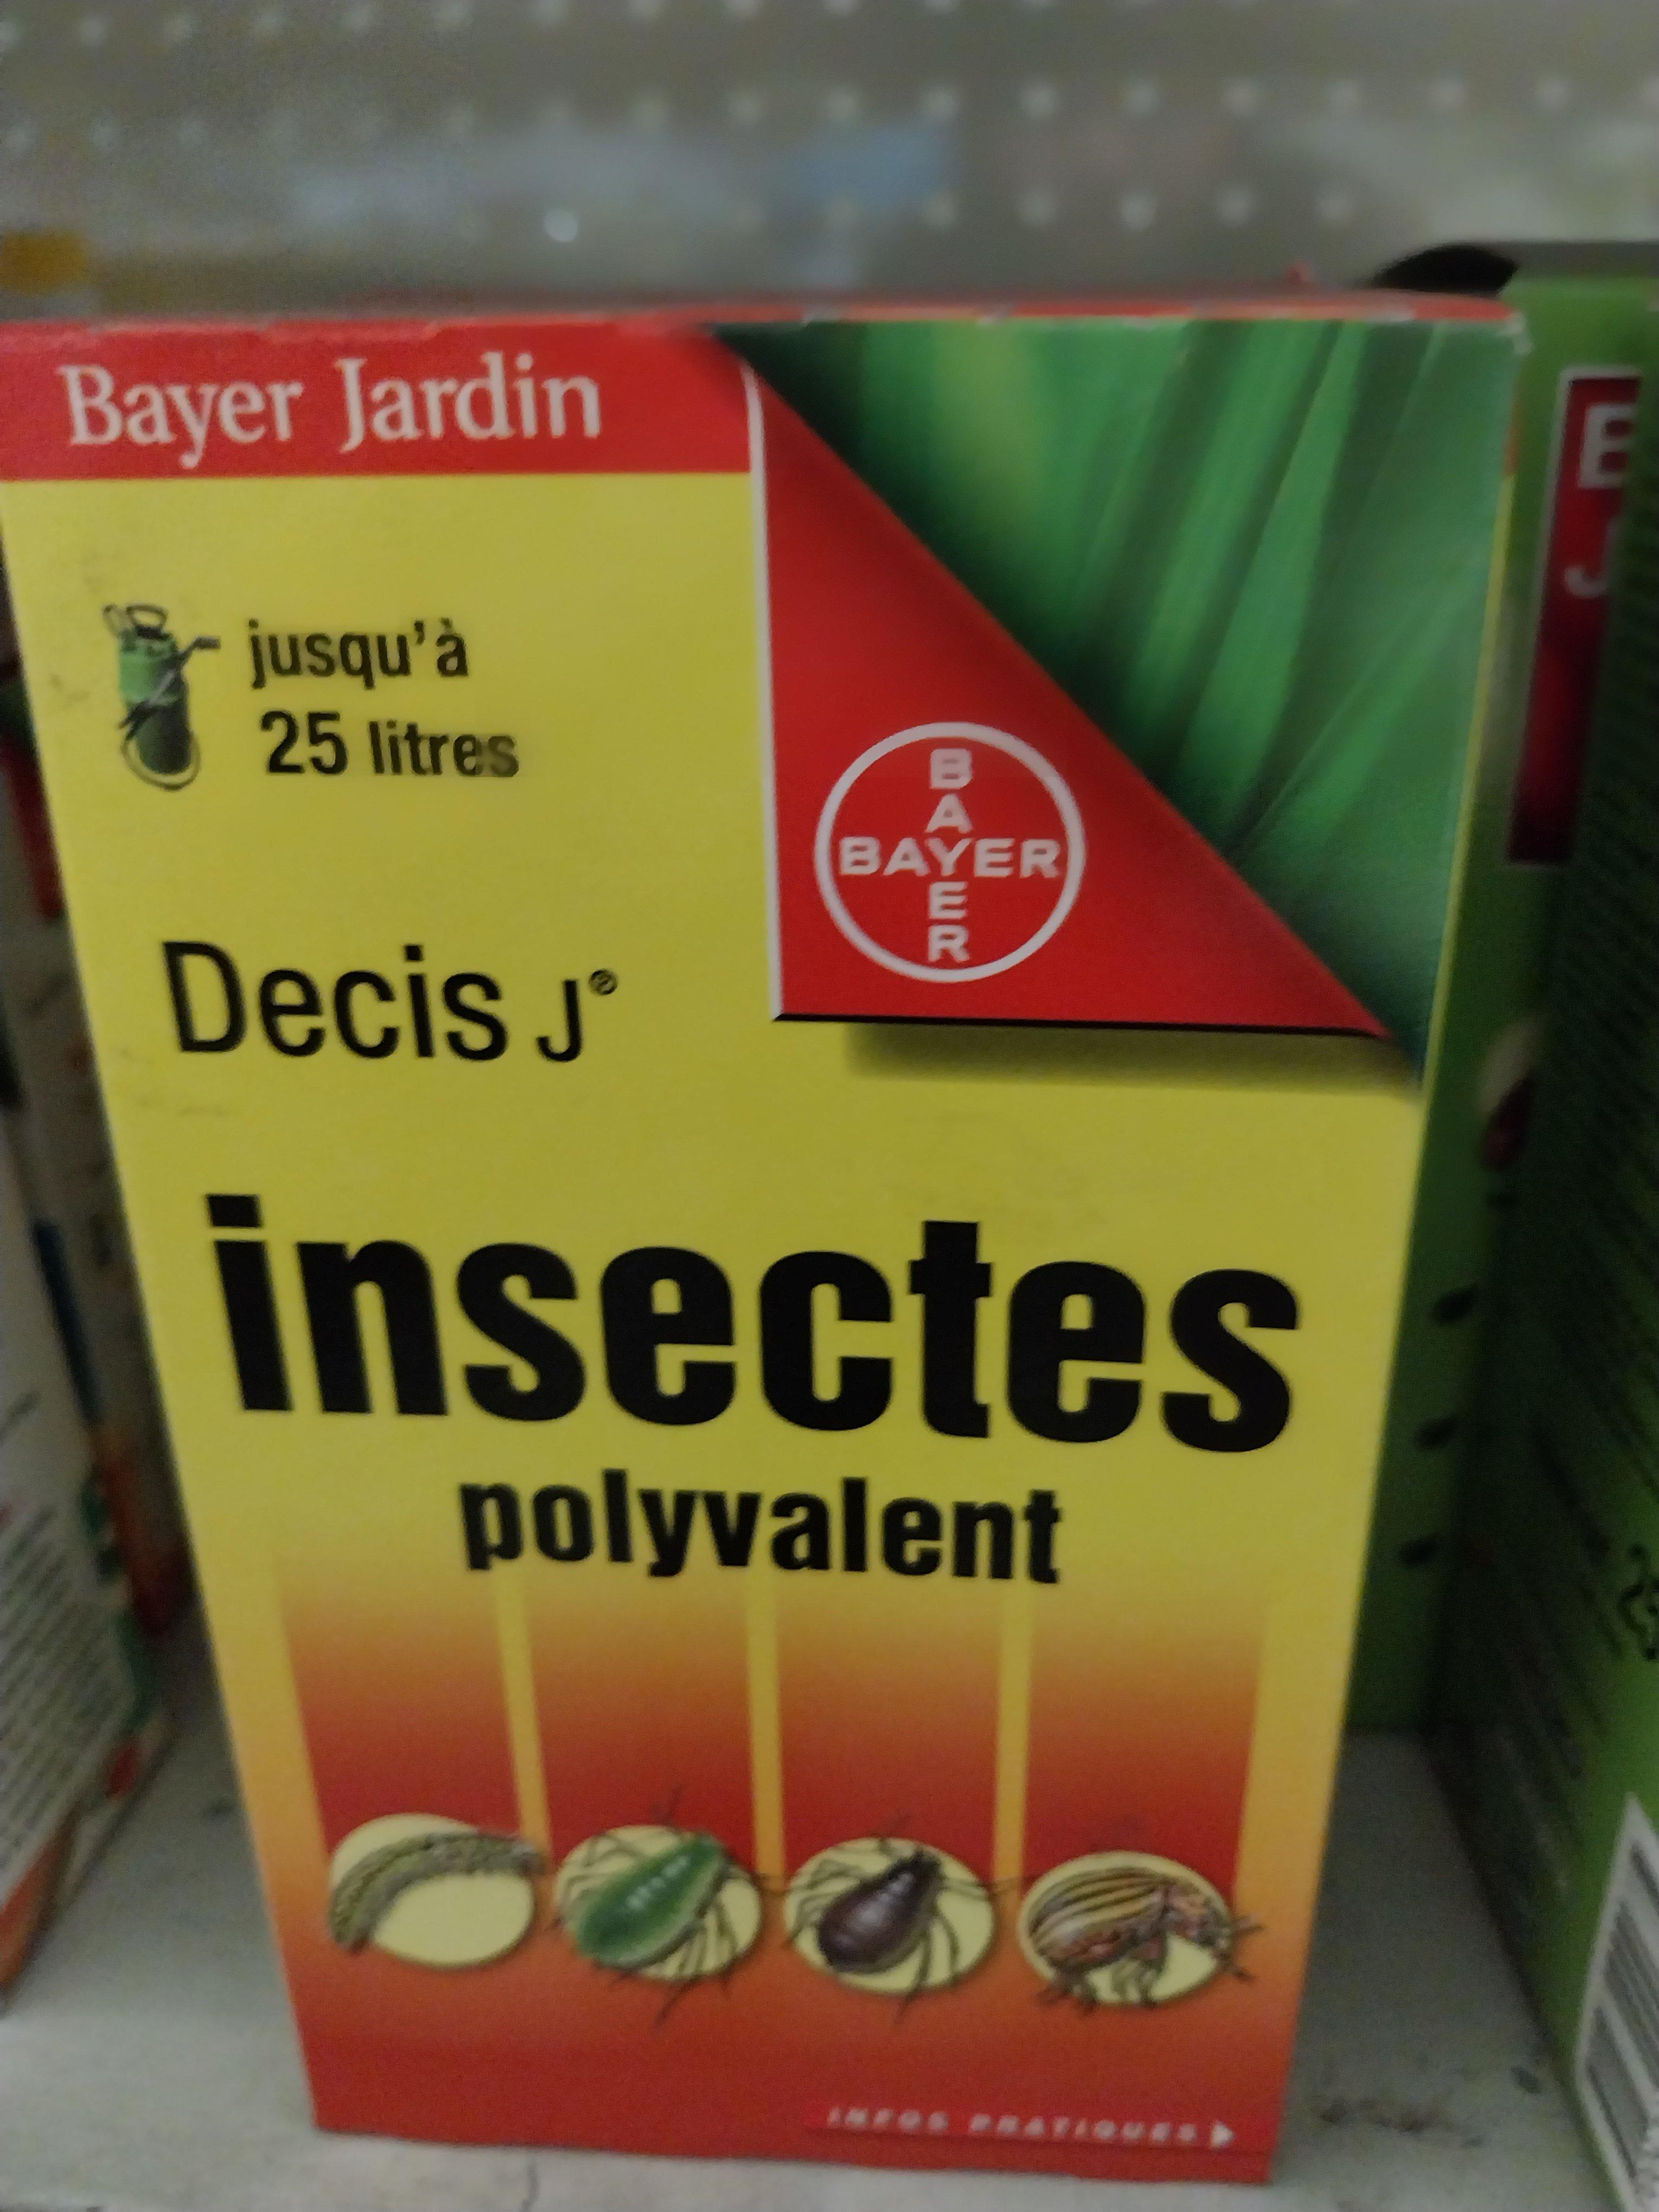 Bayer Jardin
jusqu'à
25 litres
BAYER
BAYER
Decis J®
insectes
polyvalent
INFOS PRATIQUES